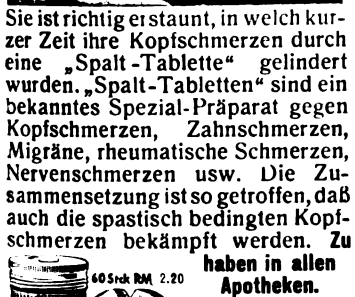 Sie ist richtig erstaunt, in welch kur-
zer Zeit ihre Kopfschmerzen durch
eine „Spalt-Tablette“ gelindert
wurden. „Spalt-Tabletten“ sind ein
bekanntes Spezial-Präparat gegen
Kopfschmerzen, Zahnschmerzen,
Migräne, rheumatische Schmerzen,
Nervenschmerzen usw. Die Zu-
sammensetzung ist so getroffen, daß
auch die spastisch bedingten Kopf-
schmerzen bekämpft werden. Zu
haben in allen
Apotheken.
60 Stck RM 2.20